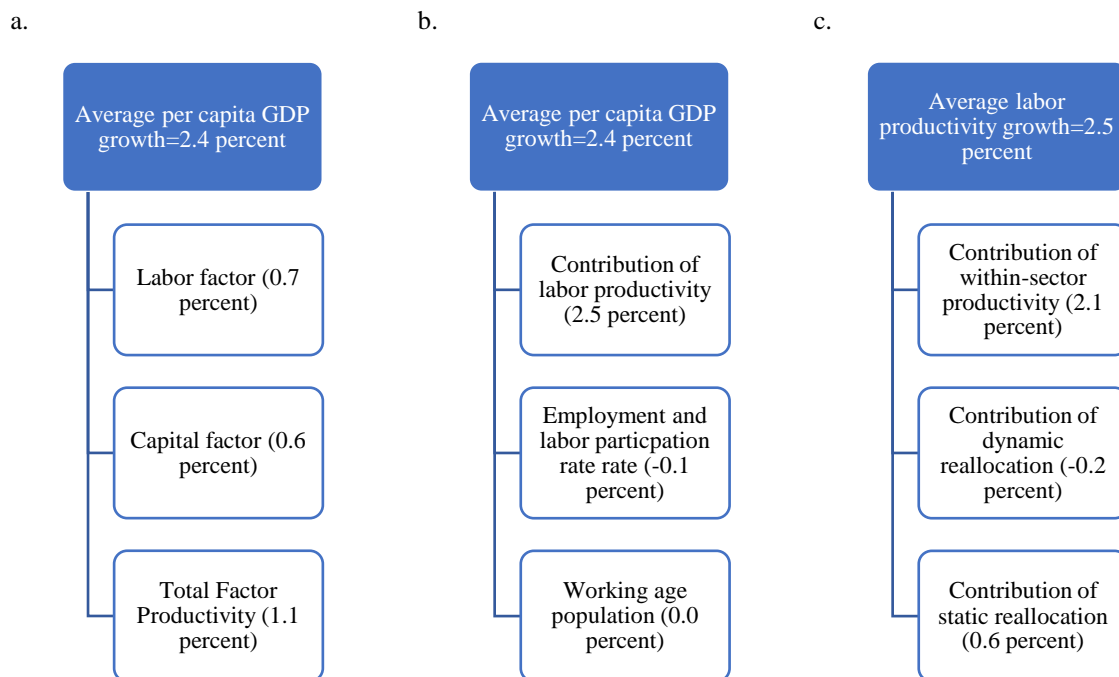 a.
Average per capita GDP
growth=2.4 percent
Labor factor (0.7
percent)
Capital factor (0.6
percent)
Total Factor
Productivity (1.1
percent)
b.
Average per capita GDP
growth=2.4 percent
Contribution of
labor productivity
(2.5 percent)
Employment and
labor particpation
rate rate (-0.1
percent)
Working age
population (0.0
percent)
c.
Average labor
productivity growth=2.5
percent
Contribution of
within-sector
productivity (2.1
percent)
Contribution of
dynamic
reallocation (-0.2
percent)
Contribution of
static reallocation
(0.6 percent)